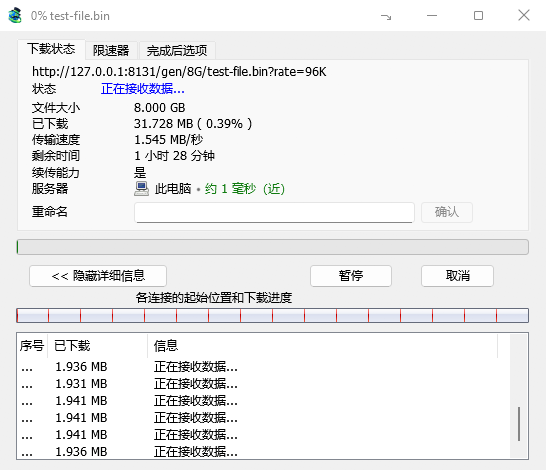 0% test-file.bin
下载状态 限速器 完成后选项
http://127.0.0.1:8131/gen/8G/test-file.bin?rate=96K
状态 正在接收数据...
文件大小 8.000 GB
已下载 31.728 MB ( 0.39% )
传输速度 1.545 MB/秒
剩余时间 1 小时 28 分钟
续传能力 是
服务器 此电脑 • 约 1 毫秒 (近)
重命名 确认
<< 隐藏详细信息 暂停 取消
各连接的起始位置和下载进度
序号 已下载 信息
... 1.936 MB 正在接收数据...
... 1.931 MB 正在接收数据...
... 1.941 MB 正在接收数据...
... 1.941 MB 正在接收数据...
... 1.941 MB 正在接收数据...
... 1.936 MB 正在接收数据...